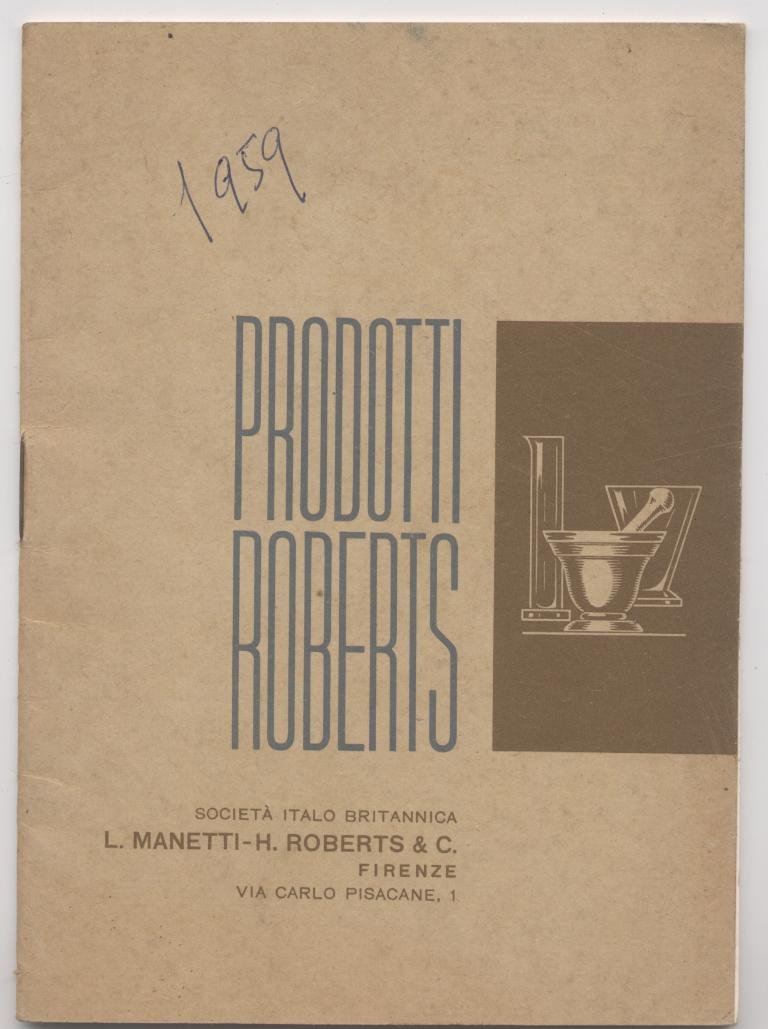 1959
PRODOTTI
ROBERTS
SOCIETÀ ITALO BRITANNICA
L. MANETTI-H. ROBERTS & C.
FIRENZE
VIA CARLO PISACANE, 1